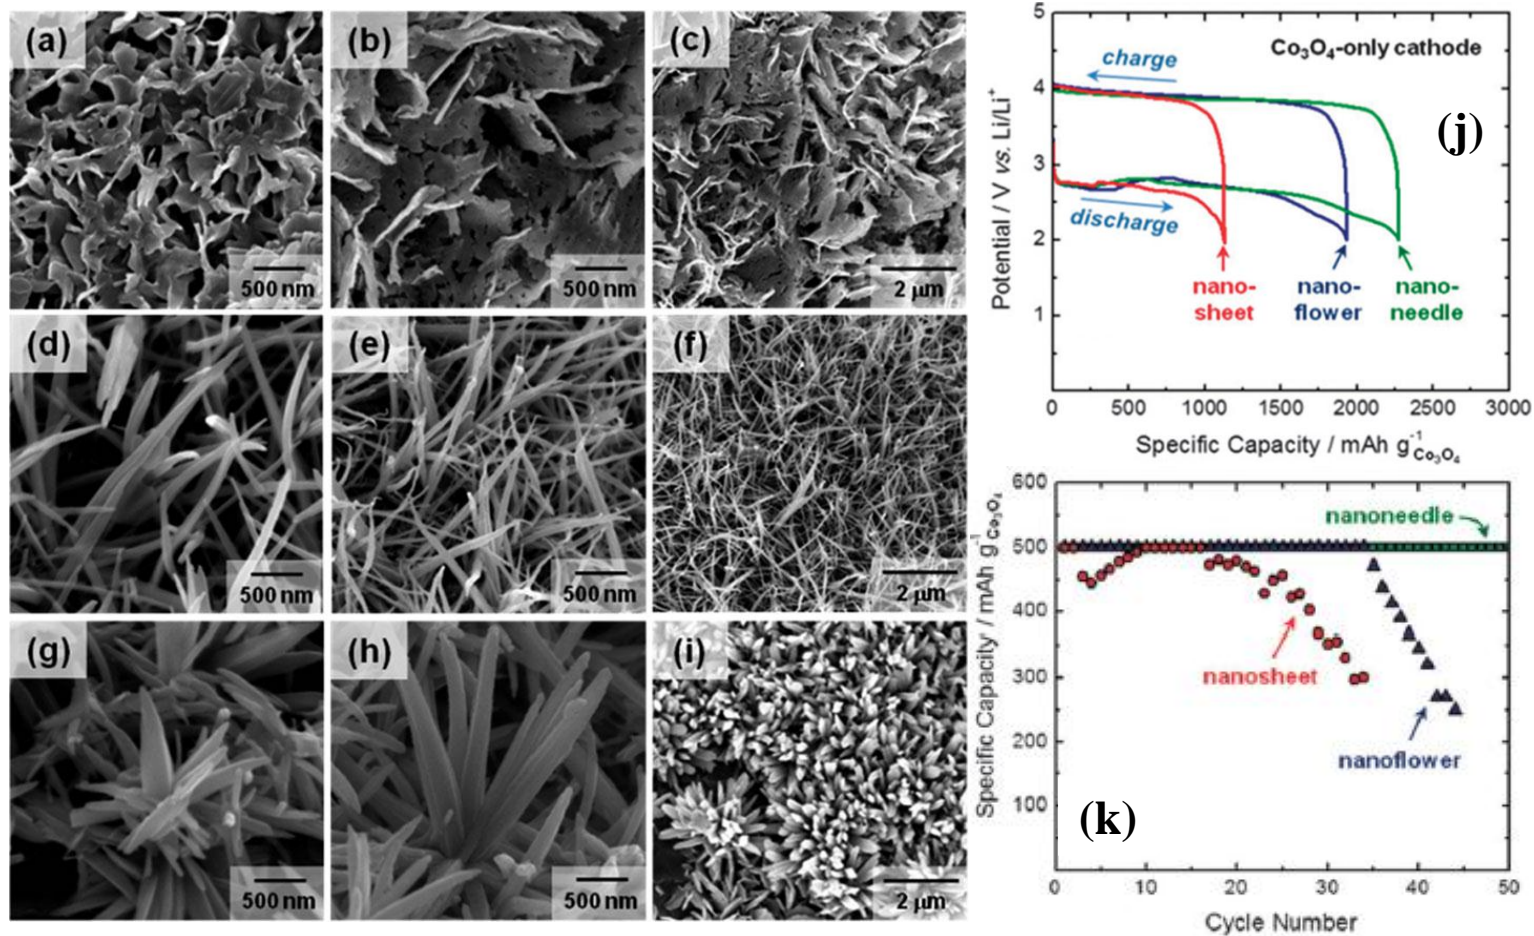 (a)
500 nm
(b)
500 nm
(c)
2 µm
(d)
500 nm
(e)
500 nm
(f)
2 µm
(g)
500 nm
(h)
500 nm
(i)
2 µm
5
4
3
2
1
Potential / V vs. Li/Li⁺
Co₃O₄-only cathode
charge
(j)
discharge
nano-
sheet
nano-
flower
nano-
needle
0 500 1000 1500 2000 2500 3000
Specific Capacity / mAh g⁻¹Co₃O₄
600
500
400
300
200
100
0
Specific Capacity / mAh g⁻¹Co₃O₄
nanoneedle
nanosheet
nanoflower
(k)
0 10 20 30 40 50
Cycle Number